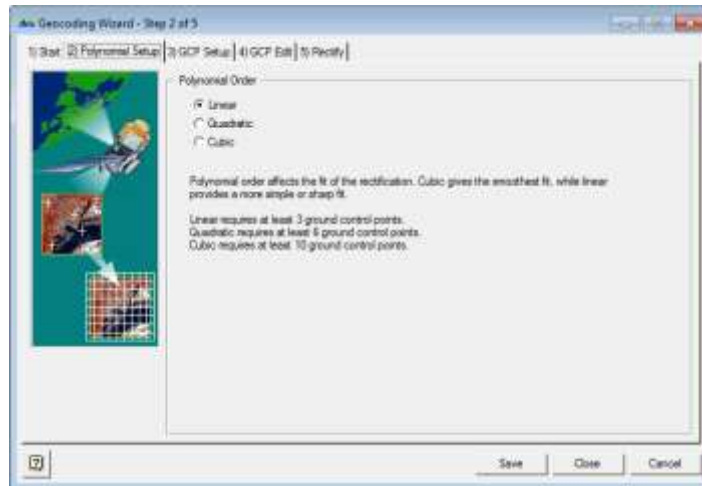 Geocoding Wizard - Step 2 of 5
1) Start 2) Polynomial Setup 3) GCP Setup 4) GCP Edit 5) Rectify
Polynomial Order
Linear
Quadratic
Cubic
Polynomial order affects the fit of the rectification. Cubic gives the smoothest fit, while linear
provides a more simple or sharp fit.
Linear requires at least 3 ground control points.
Quadratic requires at least 6 ground control points.
Cubic requires at least 10 ground control points.
?
Save Close Cancel